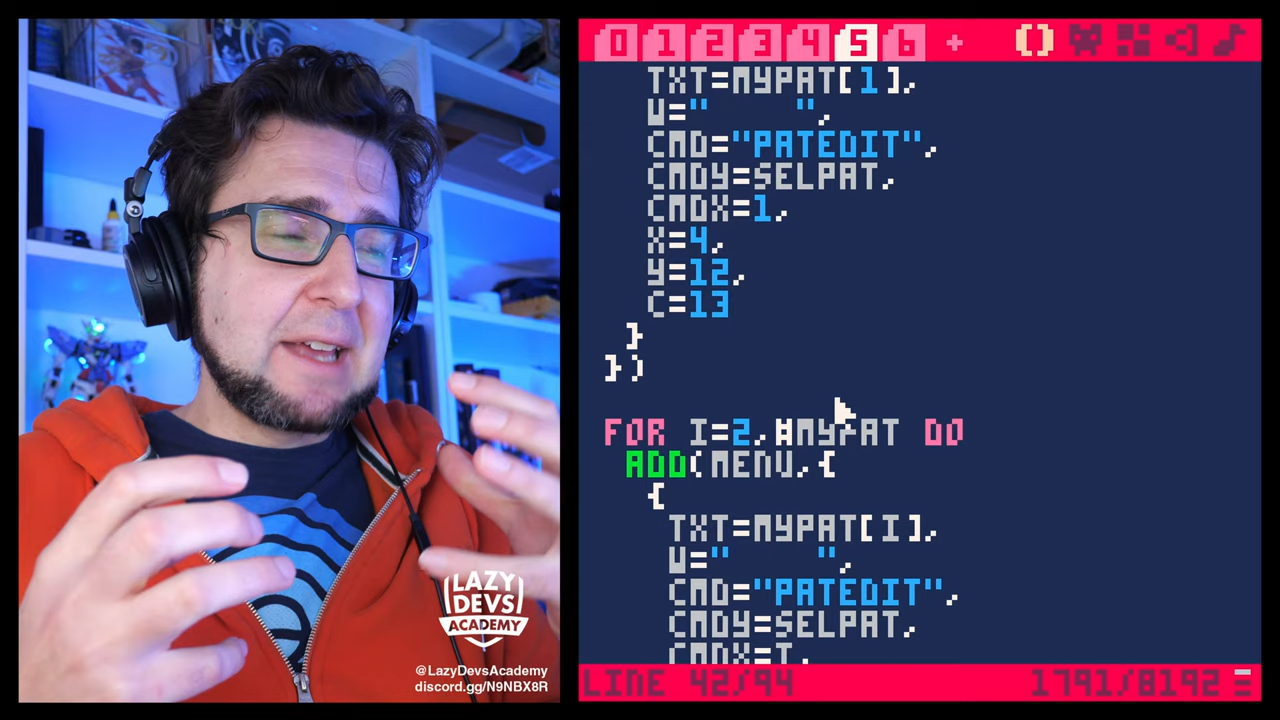 0 1 2 3 4 5 6 +
TXT=MYPAT[1],
W="     ",
CMD="PATEDIT",
CMDY=SELPAT,
CMDX=1,
X=4,
Y=12,
C=13
}
})
FOR I=2,#MYPAT DO
ADD(MENU,{
{
TXT=MYPAT[I],
W="     ",
CMD="PATEDIT",
CMDY=SELPAT,
CMDX=I,
LINE 42/94
1791/8192
LAZY
DEVS
ACADEMY
@LazyDevsAcademy
discord.gg/N9NBX8R